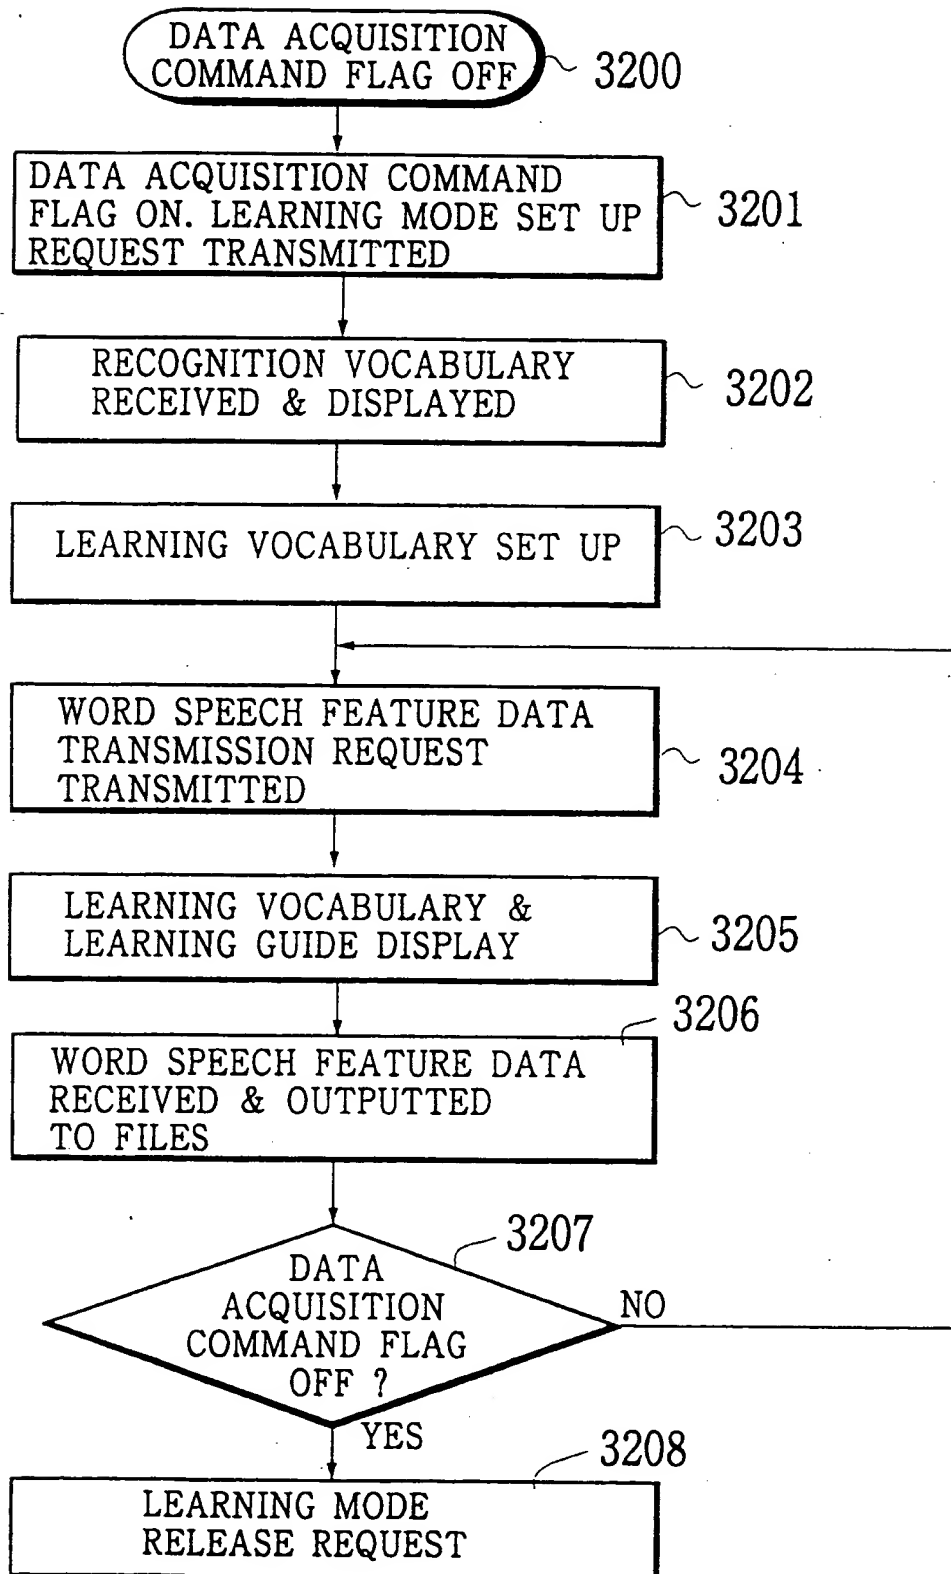 DATA ACQUISITION
COMMAND FLAG OFF
3200
DATA ACQUISITION COMMAND
FLAG ON. LEARNING MODE SET UP
REQUEST TRANSMITTED
3201
RECOGNITION VOCABULARY
RECEIVED & DISPLAYED
3202
LEARNING VOCABULARY SET UP
3203
WORD SPEECH FEATURE DATA
TRANSMISSION REQUEST
TRANSMITTED
3204
LEARNING VOCABULARY &
LEARNING GUIDE DISPLAY
3205
3206
WORD SPEECH FEATURE DATA
RECEIVED & OUTPUTTED
TO FILES
3207
DATA
ACQUISITION
COMMAND FLAG
OFF ?
NO
YES
3208
LEARNING MODE
RELEASE REQUEST